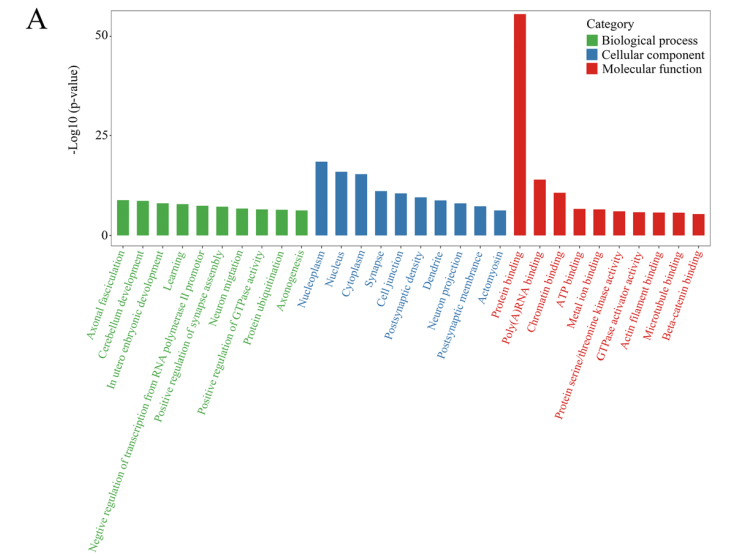 A
Category
Biological process
Cellular component
Molecular function
-Log10 (p-value)
50
25
0
Axonal fasciculation
Cerebellum development
In utero enbryonic development
Learning
Negtive regulation of transcription from RNA polymerase II promotor
Positive regulation of synapse assembly
Neuron migration
Positive regulation of GTPase activity
Protein ubiquitination
Axonogenesis
Nucleoplasm
Nucleus
Cytoplasm
Synapse
Cell junction
Postsynaptic density
Dendrite
Neuron projection
Postsynaptic membrance
Actomyosin
Protein binding
Poly(A)RNA binding
Chromatin binding
ATP binding
Metal ion binding
Protein serine/threonine kinase activity
GTPase activator activity
Actin filament binding
Microtubule binding
Beta-catenin binding